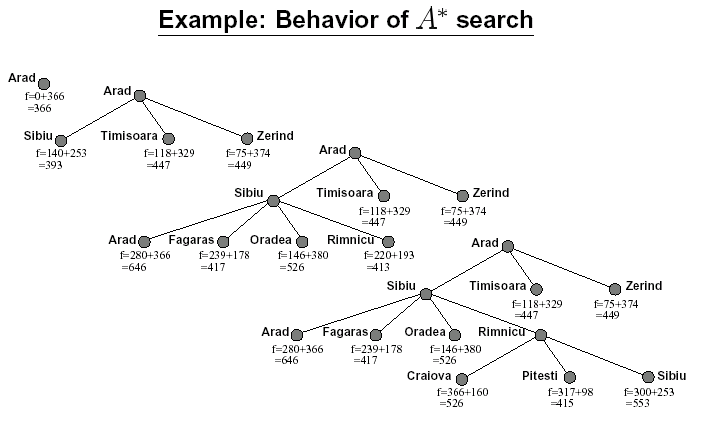 Example: Behavior of A* search
Arad
f=0+366
=366
Arad
Sibiu
f=140+253
=393
Timisoara
f=118+329
=447
Zerind
f=75+374
=449
Arad
Sibiu
Timisoara
f=118+329
=447
Zerind
f=75+374
=449
Arad
f=280+366
=646
Fagaras
f=239+178
=417
Oradea
f=146+380
=526
Rimnicu
f=220+193
=413
Arad
Sibiu
Timisoara
f=118+329
=447
Zerind
f=75+374
=449
Arad
f=280+366
=646
Fagaras
f=239+178
=417
Oradea
f=146+380
=526
Rimnicu
Craiova
f=366+160
=526
Pitesti
f=317+98
=415
Sibiu
f=300+253
=553